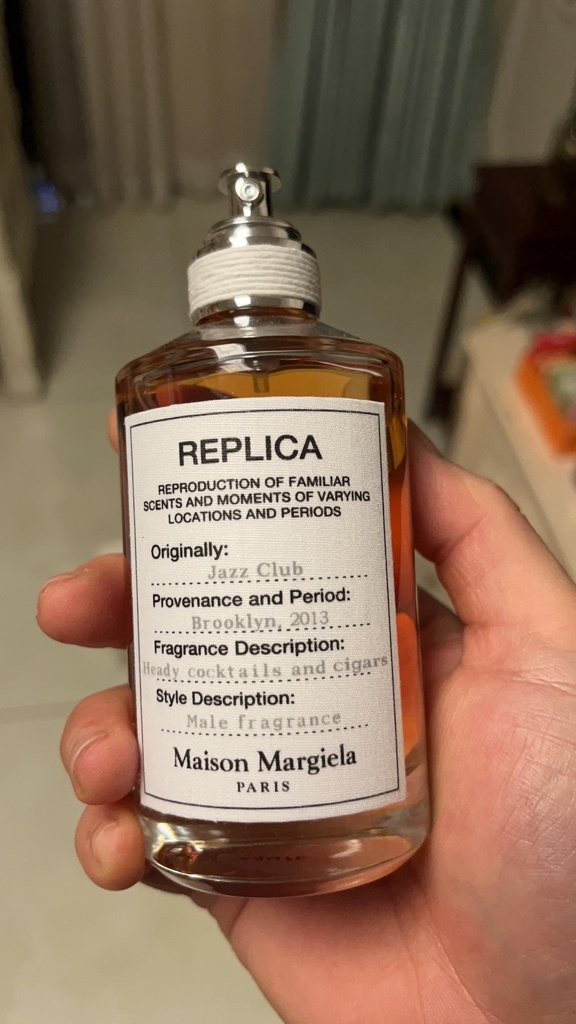 REPLICA
REPRODUCTION OF FAMILIAR
SCENTS AND MOMENTS OF VARYING
LOCATIONS AND PERIODS
Originally:
Jazz Club
Provenance and Period:
Brooklyn, 2013
Fragrance Description:
Heady cocktails and cigars
Style Description:
Male fragrance
Maison Margiela
PARIS